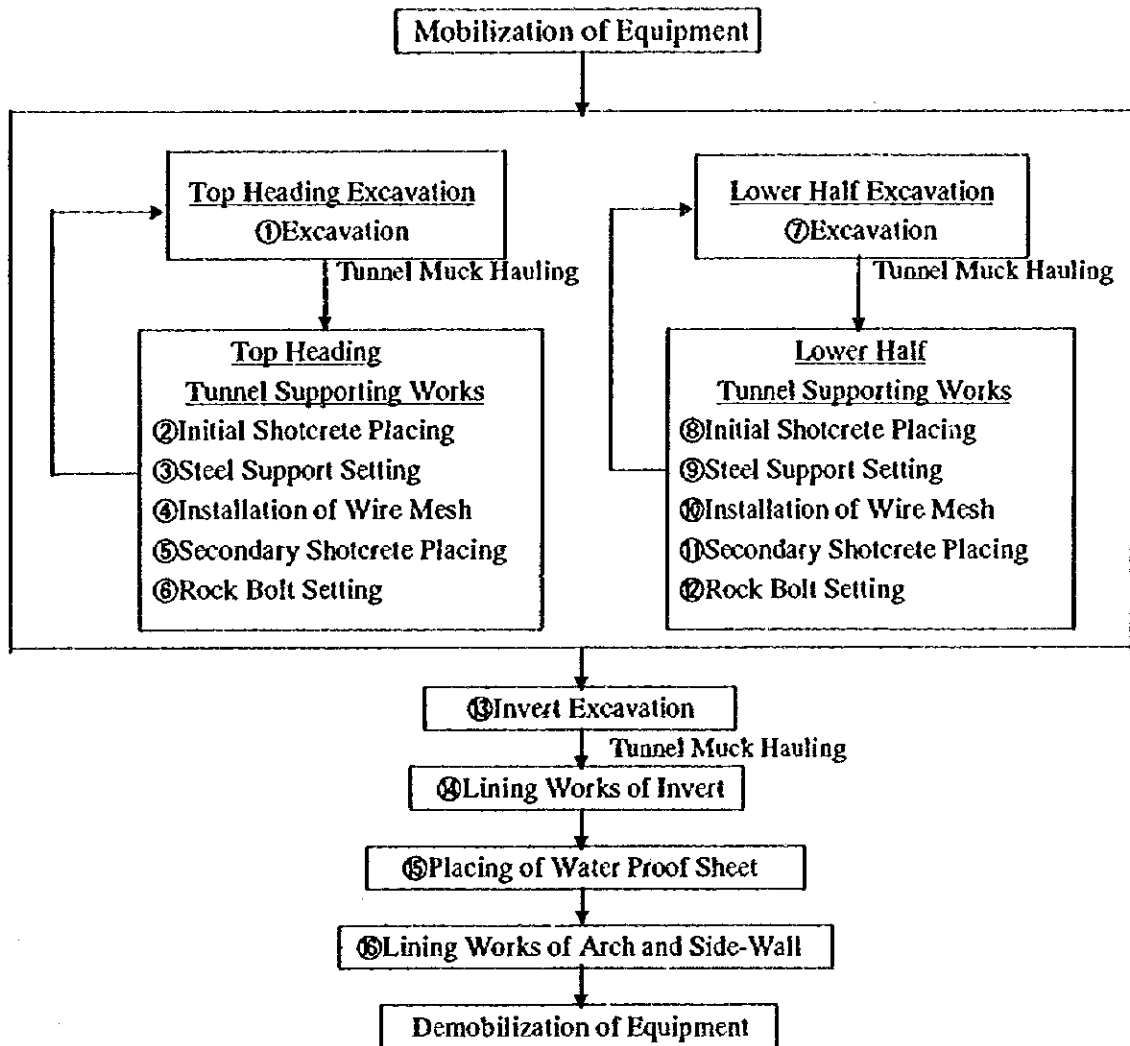 Mobilization of Equipment
Top Heading Excavation
①Excavation
Tunnel Muck Hauling
Top Heading
Tunnel Supporting Works
②Initial Shotcrete Placing
③Steel Support Setting
④Installation of Wire Mesh
⑤Secondary Shotcrete Placing
⑥Rock Bolt Setting
Lower Half Excavation
⑦Excavation
Tunnel Muck Hauling
Lower Half
Tunnel Supporting Works
⑧Initial Shotcrete Placing
⑨Steel Support Setting
⑩Installation of Wire Mesh
⑪Secondary Shotcrete Placing
⑫Rock Bolt Setting
⑬Invert Excavation
Tunnel Muck Hauling
⑭Lining Works of Invert
⑮Placing of Water Proof Sheet
⑯Lining Works of Arch and Side-Wall
Demobilization of Equipment